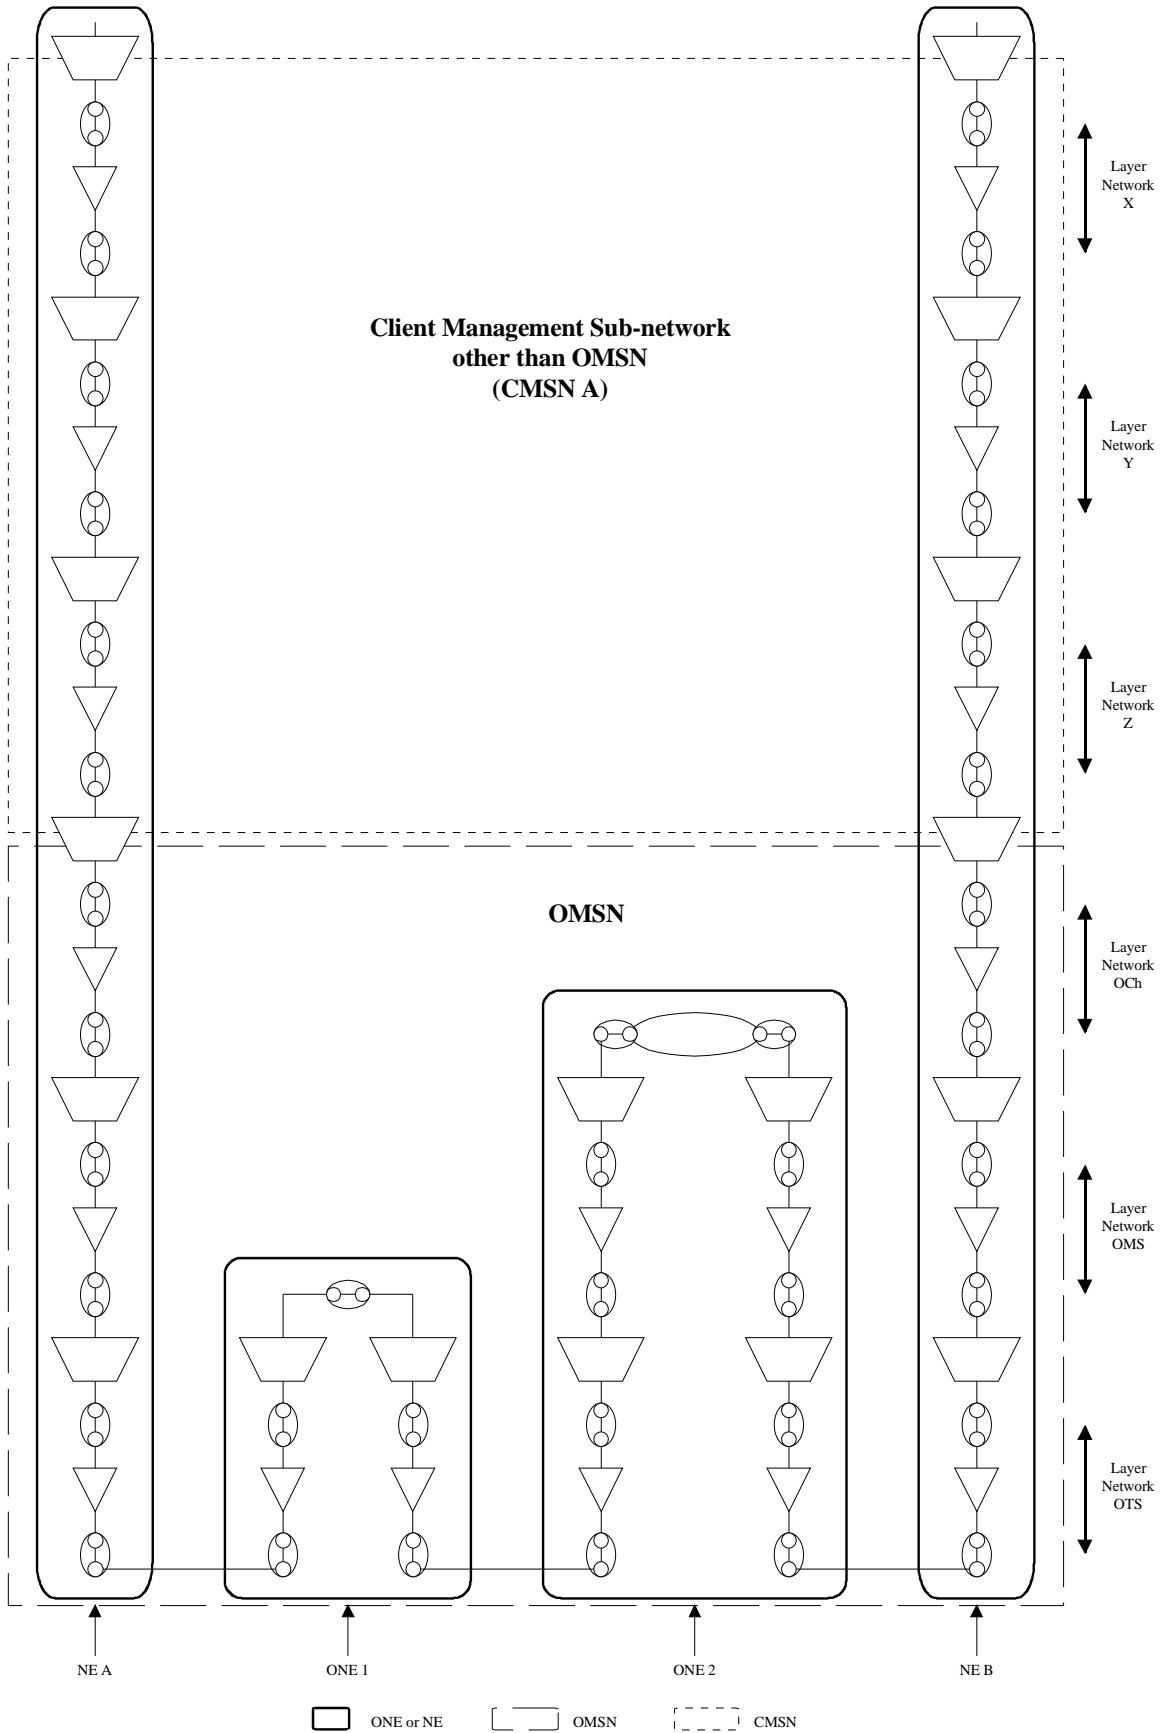 Layer
Network
X
Client Management Sub-network
other than OMSN
(CMSN A)
Layer
Network
Y
Layer
Network
Z
OMSN
Layer
Network
OCh
Layer
Network
OMS
Layer
Network
OTS
NE A
ONE 1
ONE 2
NE B
ONE or NE
OMSN
CMSN